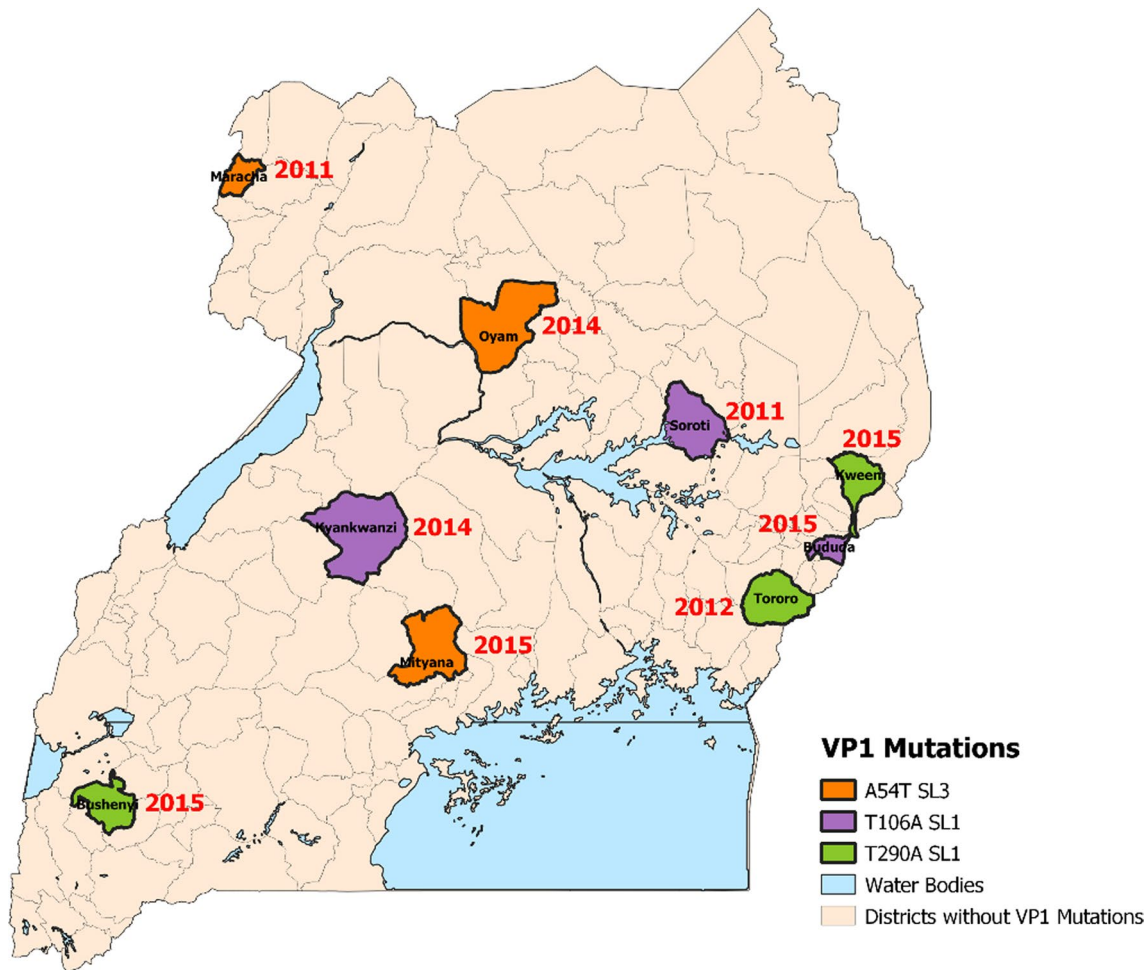 Maracha 2011
Oyam 2014
Soroti 2011
2015
Kween
Kyankwanzi 2014
2015
Bududa
2012 Tororo
Mityana 2015
Bushenyi 2015
VP1 Mutations
A54T SL3
T106A SL1
T290A SL1
Water Bodies
Districts without VP1 Mutations